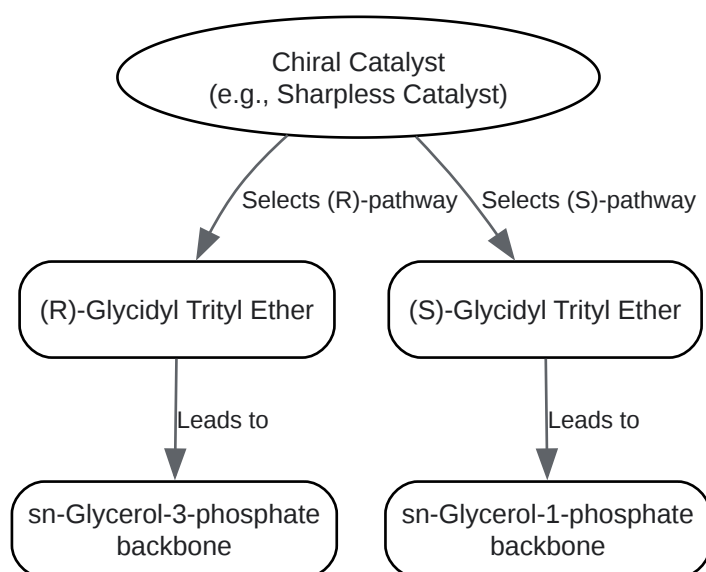 Chiral Catalyst
(e.g., Sharpless Catalyst)
Selects (R)-pathway
Selects (S)-pathway
(R)-Glycidyl Trityl Ether
(S)-Glycidyl Trityl Ether
Leads to
Leads to
sn-Glycerol-3-phosphate
backbone
sn-Glycerol-1-phosphate
backbone